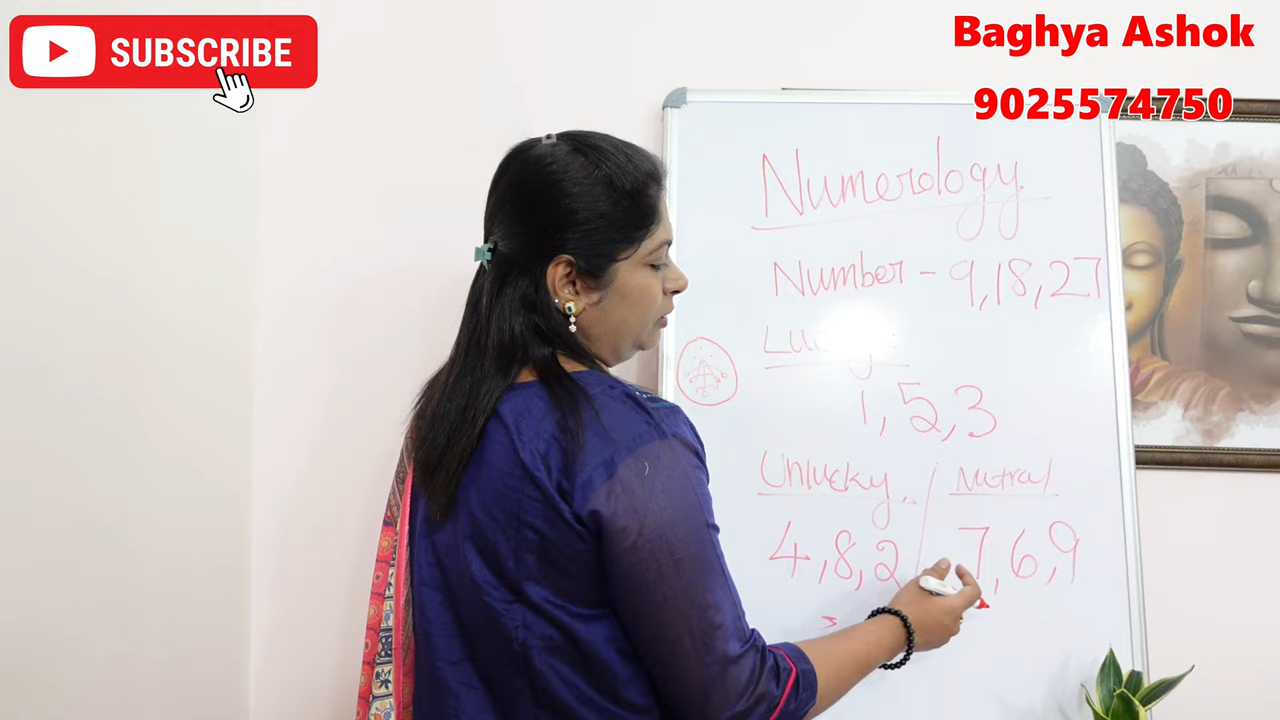 SUBSCRIBE
Baghya Ashok
9025574750
Numerology
Number - 9,18,27
1,5,3
Unlucky / Nutral
4,8,2 7,6,9